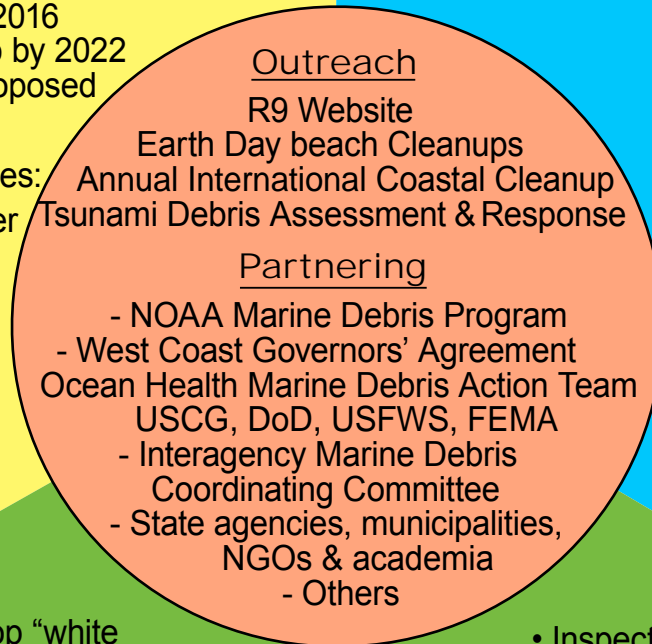 2016
by 2022
oposed
es:
er
Outreach
R9 Website
Earth Day beach Cleanups
Annual International Coastal Cleanup
Tsunami Debris Assessment & Response
Partnering
- NOAA Marine Debris Program
- West Coast Governors’ Agreement
Ocean Health Marine Debris Action Team
USCG, DoD, USFWS, FEMA
- Interagency Marine Debris
Coordinating Committee
- State agencies, municipalities,
NGOs & academia
- Others
op “white
• Inspect